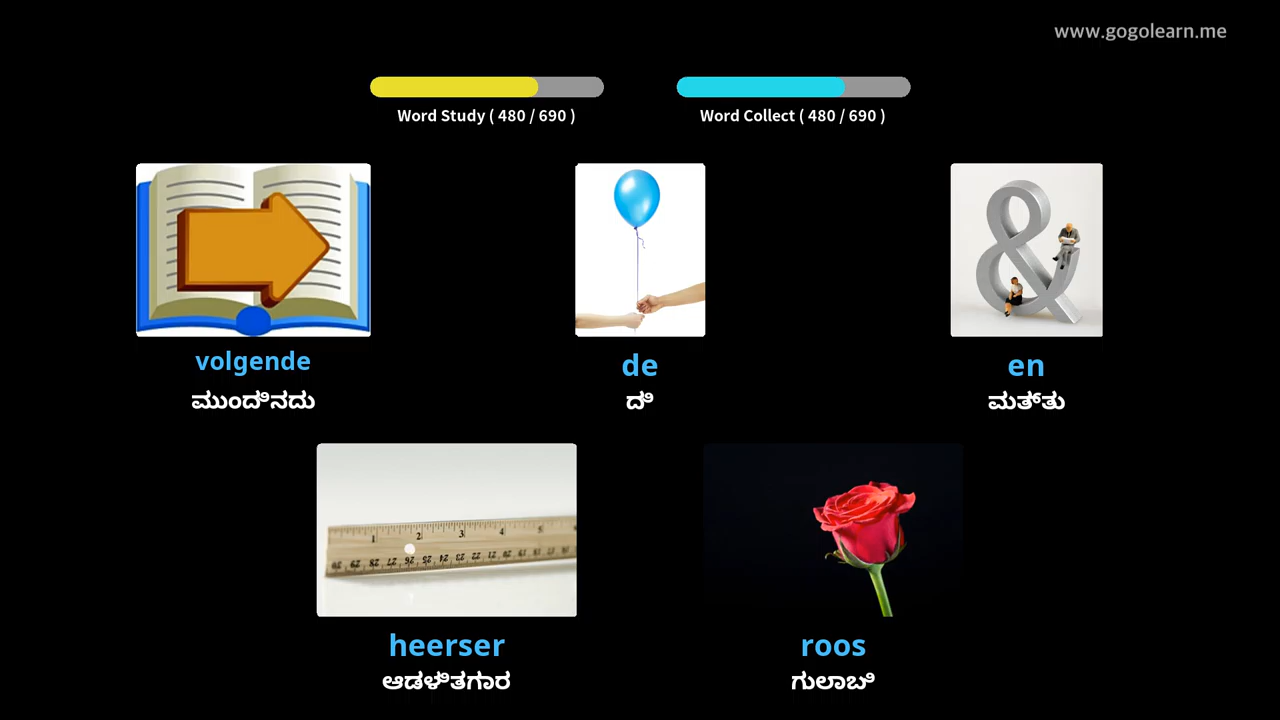 www.gogolearn.me
Word Study ( 480 / 690 )
Word Collect ( 480 / 690 )
volgende
de
en
ಮುಂದಿನದು
ದಿ
ಮತ್ತು
heerser
roos
ಆಡಳಿತಗಾರ
ಗುಲಾಬಿ